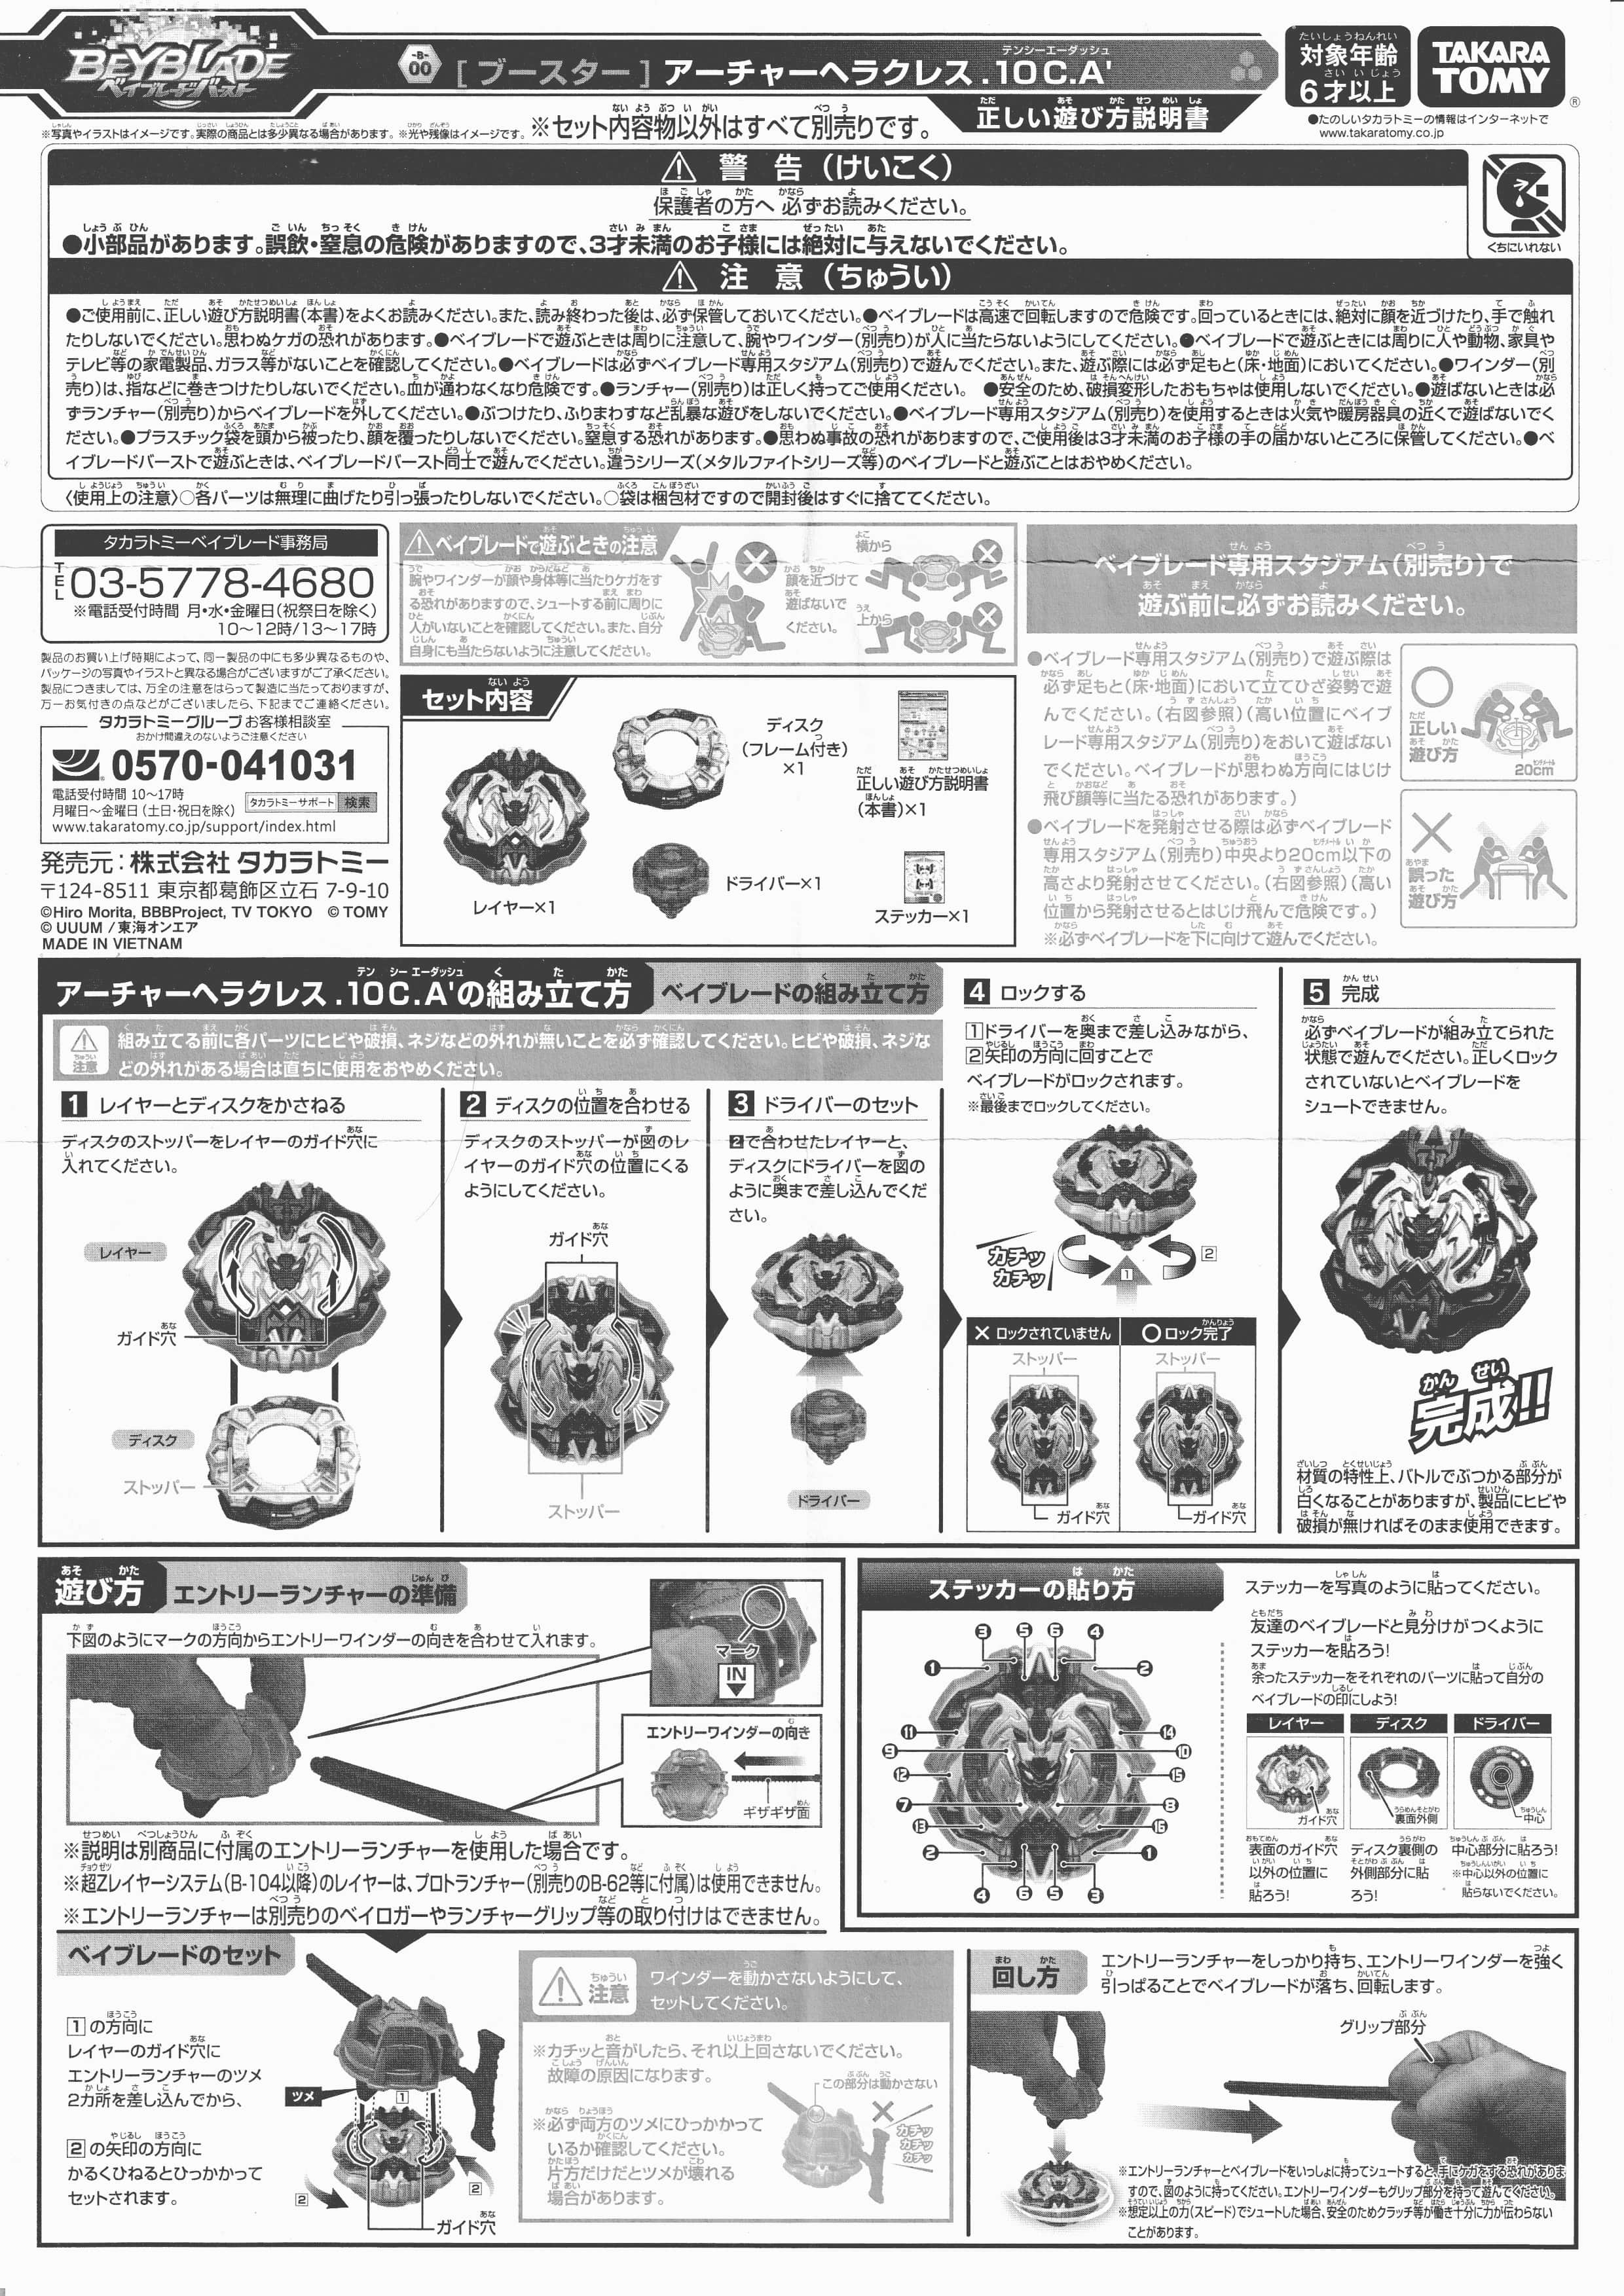 BEYBLADE
ベイブレードバースト
-B-
00
[ブースター] アーチャーヘラクレス .10C.A'
テンシーエーダッシュ
正しい遊び方説明書
対象年齢
6才以上
TAKARA
TOMY
®
●たのしいタカラトミーの情報はインターネットで
www.takaratomy.co.jp
※写真やイラストはイメージです。実際の商品とは多少異なる場合があります。※光や残像はイメージです。※セット内容物以外はすべて別売りです。
警 告（けいこく）
保護者の方へ 必ずお読みください。
●小部品があります。誤飲・窒息の危険がありますので、3才未満のお子様には絶対に与えないでください。
くちにいれない
注 意（ちゅうい）
●ご使用前に、正しい遊び方説明書(本書)をよくお読みください。また、読み終わった後は、必ず保管しておいてください。●ベイブレードは高速で回転しますので危険です。回っているときには、絶対に顔を近づけたり、手で触れ
たりしないでください。思わぬケガの恐れがあります。●ベイブレードで遊ぶときは周りに注意して、腕やワインダー(別売り)が人に当たらないようにしてください。●ベイブレードで遊ぶときには周りに人や動物、家具や
テレビ等の家電製品、ガラス等がないことを確認してください。●ベイブレードは必ずベイブレード専用スタジアム(別売り)で遊んでください。また、遊ぶ際には必ず足もと(床・地面)においてください。●ワインダー(別
売り)は、指などに巻きつけたりしないでください。血が通わなくなり危険です。●ランチャー(別売り)は正しく持ってご使用ください。 ●安全のため、破損変形したおもちゃは使用しないでください。●遊ばないときは必
ずランチャー(別売り)からベイブレードを外してください。●ぶつけたり、ふりまわすなど乱暴な遊びをしないでください。●ベイブレード専用スタジアム(別売り)を使用するときは火気や暖房器具の近くで遊ばないでく
ださい。●プラスチック袋を頭から被ったり、顔を覆ったりしないでください。窒息する恐れがあります。●思わぬ事故の恐れがありますので、ご使用後は3才未満のお子様の手の届かないところに保管してください。●ベ
イブレードバーストで遊ぶときは、ベイブレードバースト同士で遊んでください。違うシリーズ(メタルファイトシリーズ等)のベイブレードと遊ぶことはおやめください。
〈使用上の注意〉○各パーツは無理に曲げたり引っ張ったりしないでください。○袋は梱包材ですので開封後はすぐに捨ててください。
タカラトミーベイブレード事務局
TEL 03-5778-4680
※電話受付時間 月・水・金曜日(祝祭日を除く)
10～12時/13～17時
製品のお買い上げ時期によって、同一製品の中にも多少異なるものや、
パッケージの写真やイラストと異なる場合がございますがご了承ください。
製品につきましては、万全の注意をはらって製造に当たっておりますが、
万一お気付きの点などがございましたら、下記までご連絡ください。
タカラトミーグループ お客様相談室
おかけ間違えのないようご注意ください
0570-041031
電話受付時間 10～17時
月曜日～金曜日 (土日・祝日を除く)
タカラトミーサポート 検索
www.takaratomy.co.jp/support/index.html
発売元：株式会社 タカラトミー
〒124-8511 東京都葛飾区立石 7-9-10
©Hiro Morita, BBBProject, TV TOKYO © TOMY
© UUUM / 東海オンエア
MADE IN VIETNAM
ベイブレードで遊ぶときの注意
腕やワインダーが顔や身体等に当たりケガをす
る恐れがありますので、シュートする前に周りに
人がいないことを確認してください。また、自分
自身にも当たらないように注意してください。
顔を近づけて
遊ばないで
ください。
横から
上から
セット内容
レイヤー×1
ディスク
(フレーム付き)
×1
ドライバー×1
正しい遊び方説明書
(本書)×1
ステッカー×1
ベイブレード専用スタジアム(別売り)で
遊ぶ前に必ずお読みください。
●ベイブレード専用スタジアム(別売り)で遊ぶ際は
必ず足もと(床・地面)において立てひざ姿勢で遊
んでください。(右図参照)(高い位置にベイブ
レード専用スタジアム(別売り)をおいて遊ばない
でください。ベイブレードが思わぬ方向にはじけ
飛び顔等に当たる恐れがあります。)
●ベイブレードを発射させる際は必ずベイブレード
専用スタジアム(別売り)中央より20cm以下の
高さより発射させてください。(右図参照)(高い
位置から発射させるとはじけ飛んで危険です。)
※必ずベイブレードを下に向けて遊んでください。
正しい
遊び方
20cm
誤った
遊び方
アーチャーヘラクレス .10C.A'の組み立て方
ベイブレードの組み立て方
注意
組み立てる前に各パーツにヒビや破損、ネジなどの外れが無いことを必ず確認してください。ヒビや破損、ネジな
どの外れがある場合は直ちに使用をおやめください。
1 レイヤーとディスクをかさねる
ディスクのストッパーをレイヤーのガイド穴に
入れてください。
レイヤー
ガイド穴
ディスク
ストッパー
2 ディスクの位置を合わせる
ディスクのストッパーが図のレ
イヤーのガイド穴の位置にくる
ようにしてください。
ガイド穴
ストッパー
3 ドライバーのセット
2で合わせたレイヤーと、
ディスクにドライバーを図の
ように奥まで差し込んでくだ
さい。
ドライバー
4 ロックする
1ドライバーを奥まで差し込みながら、
2矢印の方向に回すことで
ベイブレードがロックされます。
※最後までロックしてください。
カチッ
カチッ
1
2
× ロックされていません
ストッパー
ガイド穴
○ロック完了
ストッパー
ガイド穴
5 完成
必ずベイブレードが組み立てられた
状態で遊んでください。正しくロック
されていないとベイブレードを
シュートできません。
完成!!
材質の特性上、バトルでぶつかる部分が
白くなることがありますが、製品にヒビや
破損が無ければそのまま使用できます。
遊び方 エントリーランチャーの準備
下図のようにマークの方向からエントリーワインダーの向きを合わせて入れます。
マーク
IN
エントリーワインダーの向き
ギザギザ面
※説明は別商品に付属のエントリーランチャーを使用した場合です。
※超Zレイヤーシステム(B-104以降)のレイヤーは、プロトランチャー(別売りのB-62等に付属)は使用できません。
※エントリーランチャーは別売りのベイロガーやランチャーグリップ等の取り付けはできません。
ステッカーの貼り方
❸ ❺ ❻ ❹
❶ ❷
⓫ ⓮
❾ ❿
⓬ ⓯
❼ ❽
⓭ ⓰
❷ ❶
❹ ❻ ❺ ❸
ステッカーを写真のように貼ってください。
友達のベイブレードと見分けがつくように
ステッカーを貼ろう!
余ったステッカーをそれぞれのパーツに貼って自分の
ベイブレードの印にしよう!
レイヤー
ガイド穴
表面のガイド穴
以外の位置に
貼ろう!
ディスク
裏面外側
ディスク裏側の
外側部分に貼
ろう!
ドライバー
中心
中心部分に貼ろう!
※中心以外の位置に
貼らないでください。
ベイブレードのセット
1の方向に
レイヤーのガイド穴に
エントリーランチャーのツメ
2カ所を差し込んでから、
2の矢印の方向に
かるくひねるとひっかかって
セットされます。
ツメ
1
2
2
ガイド穴
注意
ワインダーを動かさないようにして、
セットしてください。
※カチッと音がしたら、それ以上回さないでください。
故障の原因になります。
※必ず両方のツメにひっかかって
いるか確認してください。
片方だけだとツメが壊れる
場合があります。
この部分は動かさない
カチッ
カチッ
カチッ
回し方
エントリーランチャーをしっかり持ち、エントリーワインダーを強く
引っぱることでベイブレードが落ち、回転します。
グリップ部分
※エントリーランチャーとベイブレードをいっしょに持ってシュートすると、手にケガをする恐れがありま
すので、図のように持ってください。エントリーワインダーもグリップ部分を持って遊んでください。
※想定以上の力(スピード)でシュートした場合、安全のためクラッチ等が働き十分に力が伝わらない
ことがあります。